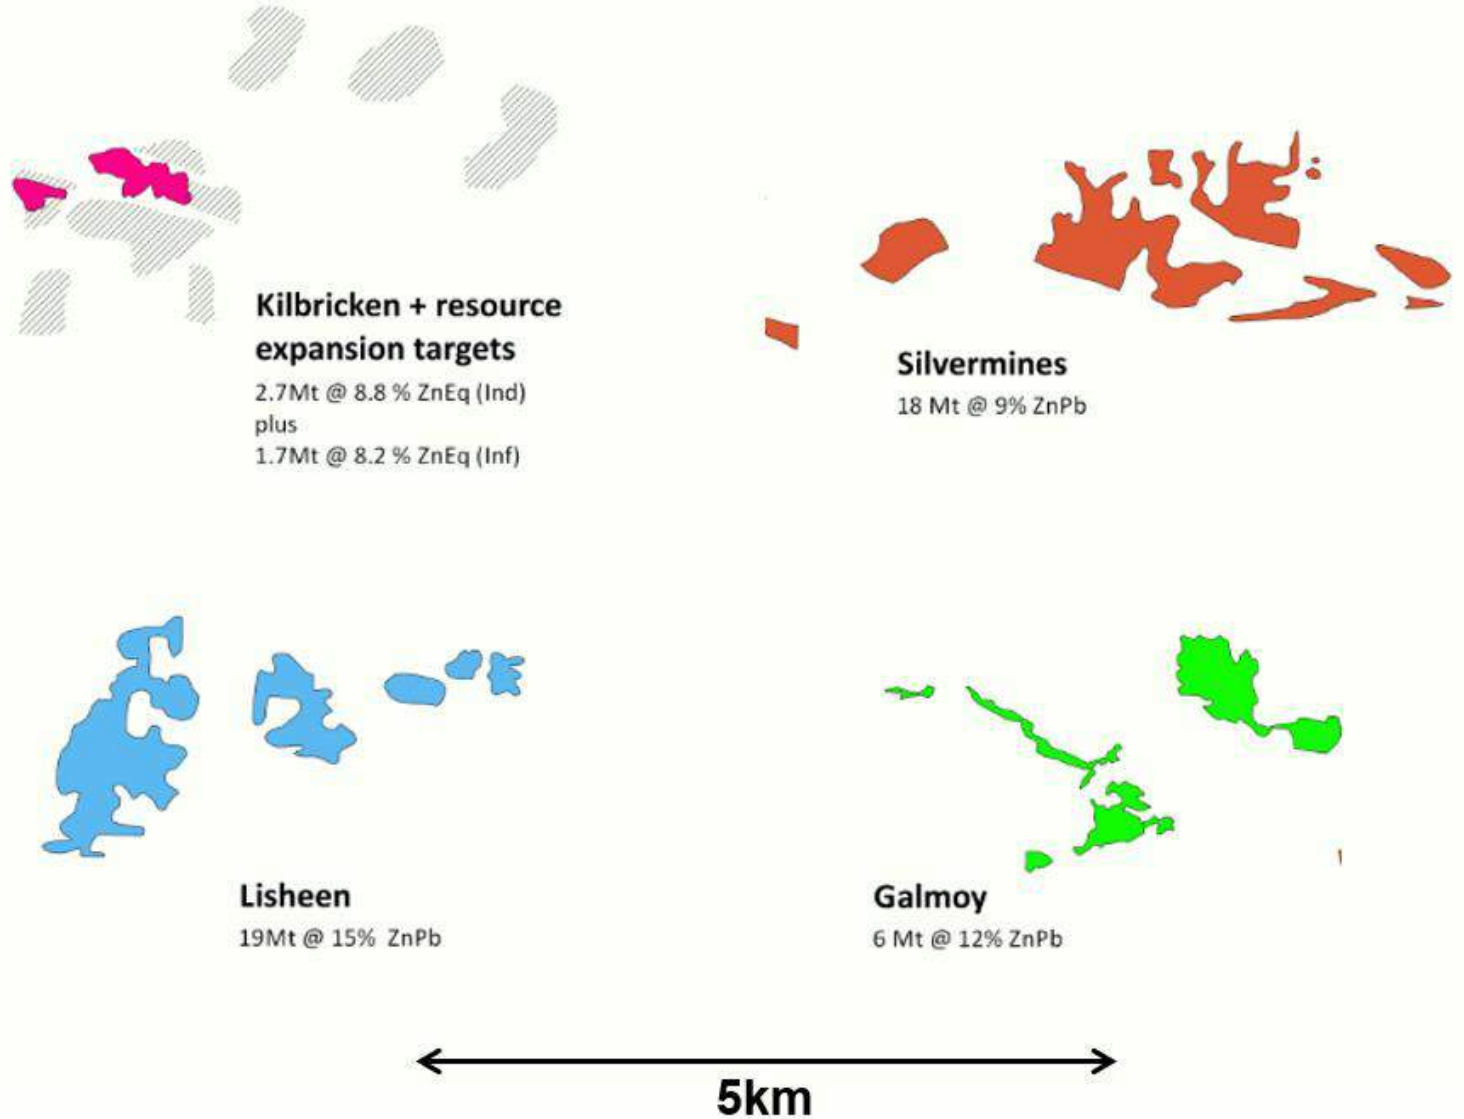 Kilbricken + resource
expansion targets
2.7Mt @ 8.8 % ZnEq (Ind)
plus
1.7Mt @ 8.2 % ZnEq (Inf)
Silvermines
18 Mt @ 9% ZnPb
Lisheen
19Mt @ 15% ZnPb
Galmoy
6 Mt @ 12% ZnPb
5km